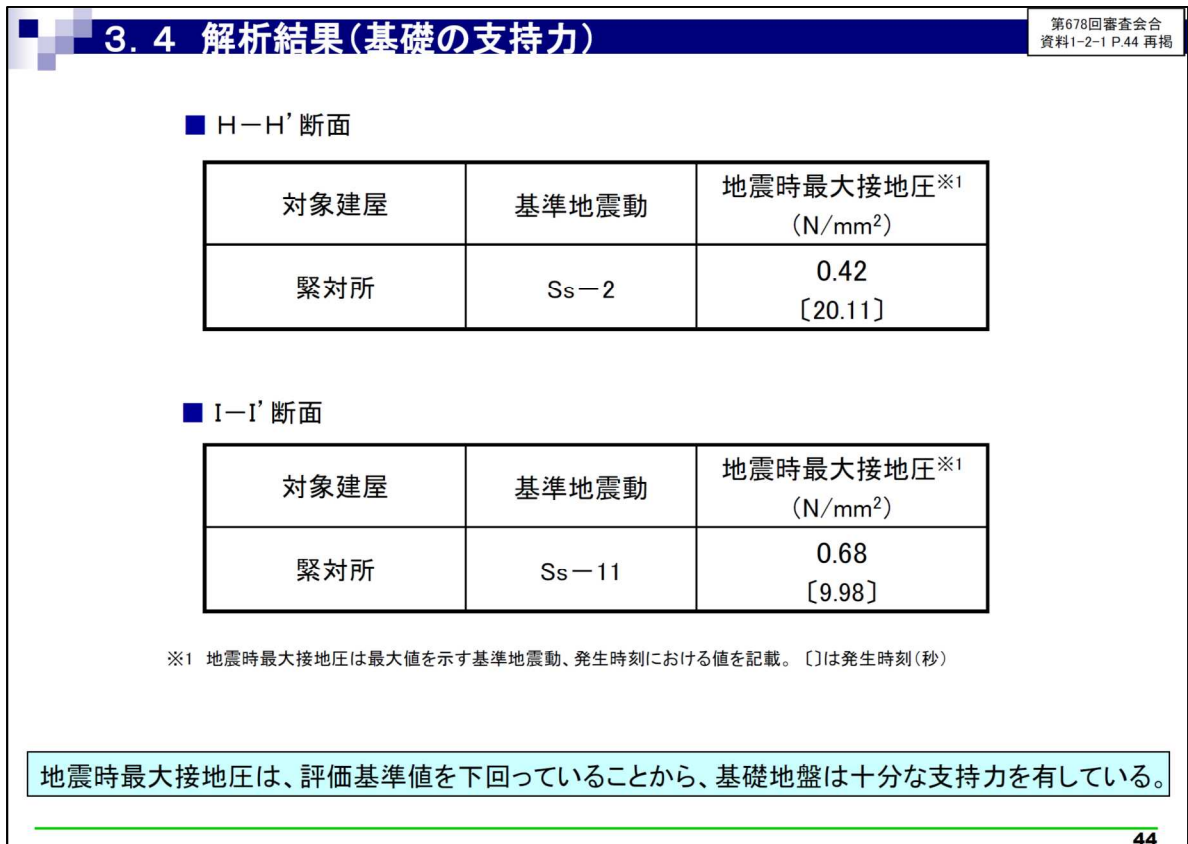 3．4 解析結果(基礎の支持力)
第678回審査会合
資料1-2-1 P.44 再掲
■ H－H’断面
対象建屋 基準地震動 地震時最大接地圧※1
(N/mm2)
緊対所 Ss－2 0.42
〔20.11〕
■ I－I’断面
対象建屋 基準地震動 地震時最大接地圧※1
(N/mm2)
緊対所 Ss－11 0.68
〔9.98〕
※1 地震時最大接地圧は最大値を示す基準地震動、発生時刻における値を記載。〔〕は発生時刻(秒)
地震時最大接地圧は、評価基準値を下回っていることから、基礎地盤は十分な支持力を有している。
44